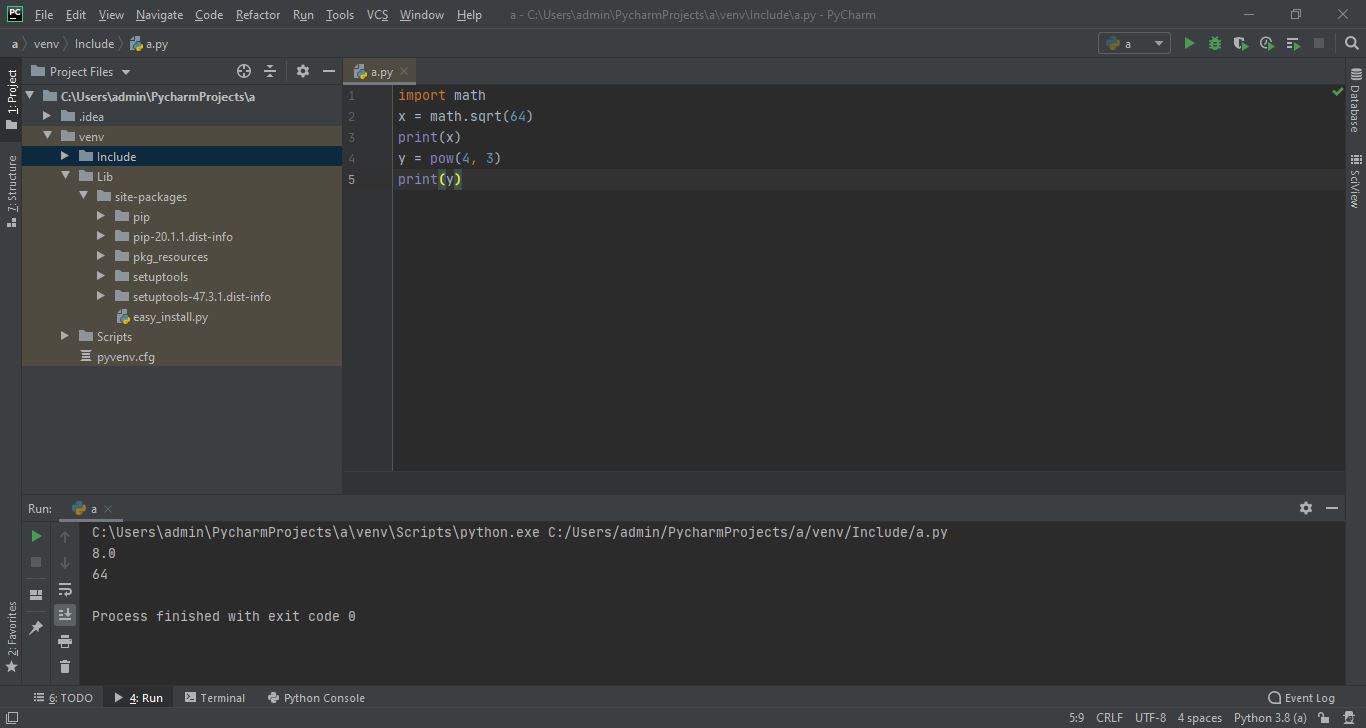 PC File Edit View Navigate Code Refactor Run Tools VCS Window Help a - C:\Users\admin\PycharmProjects\a\venv\Include\a.py - PyCharm
a venv Include a.py a
Project Files
a.py
1: Project
7: Structure
2: Favorites
C:\Users\admin\PycharmProjects\a
.idea
venv
Include
Lib
site-packages
pip
pip-20.1.1.dist-info
pkg_resources
setuptools
setuptools-47.3.1.dist-info
easy_install.py
Scripts
pyvenv.cfg
1 import math
2 x = math.sqrt(64)
3 print(x)
4 y = pow(4, 3)
5 print(y)
Database
SciView
Run: a
C:\Users\admin\PycharmProjects\a\venv\Scripts\python.exe C:/Users/admin/PycharmProjects/a/venv/Include/a.py
8.0
64
Process finished with exit code 0
6: TODO 4: Run Terminal Python Console Event Log
5:9 CRLF UTF-8 4 spaces Python 3.8 (a)